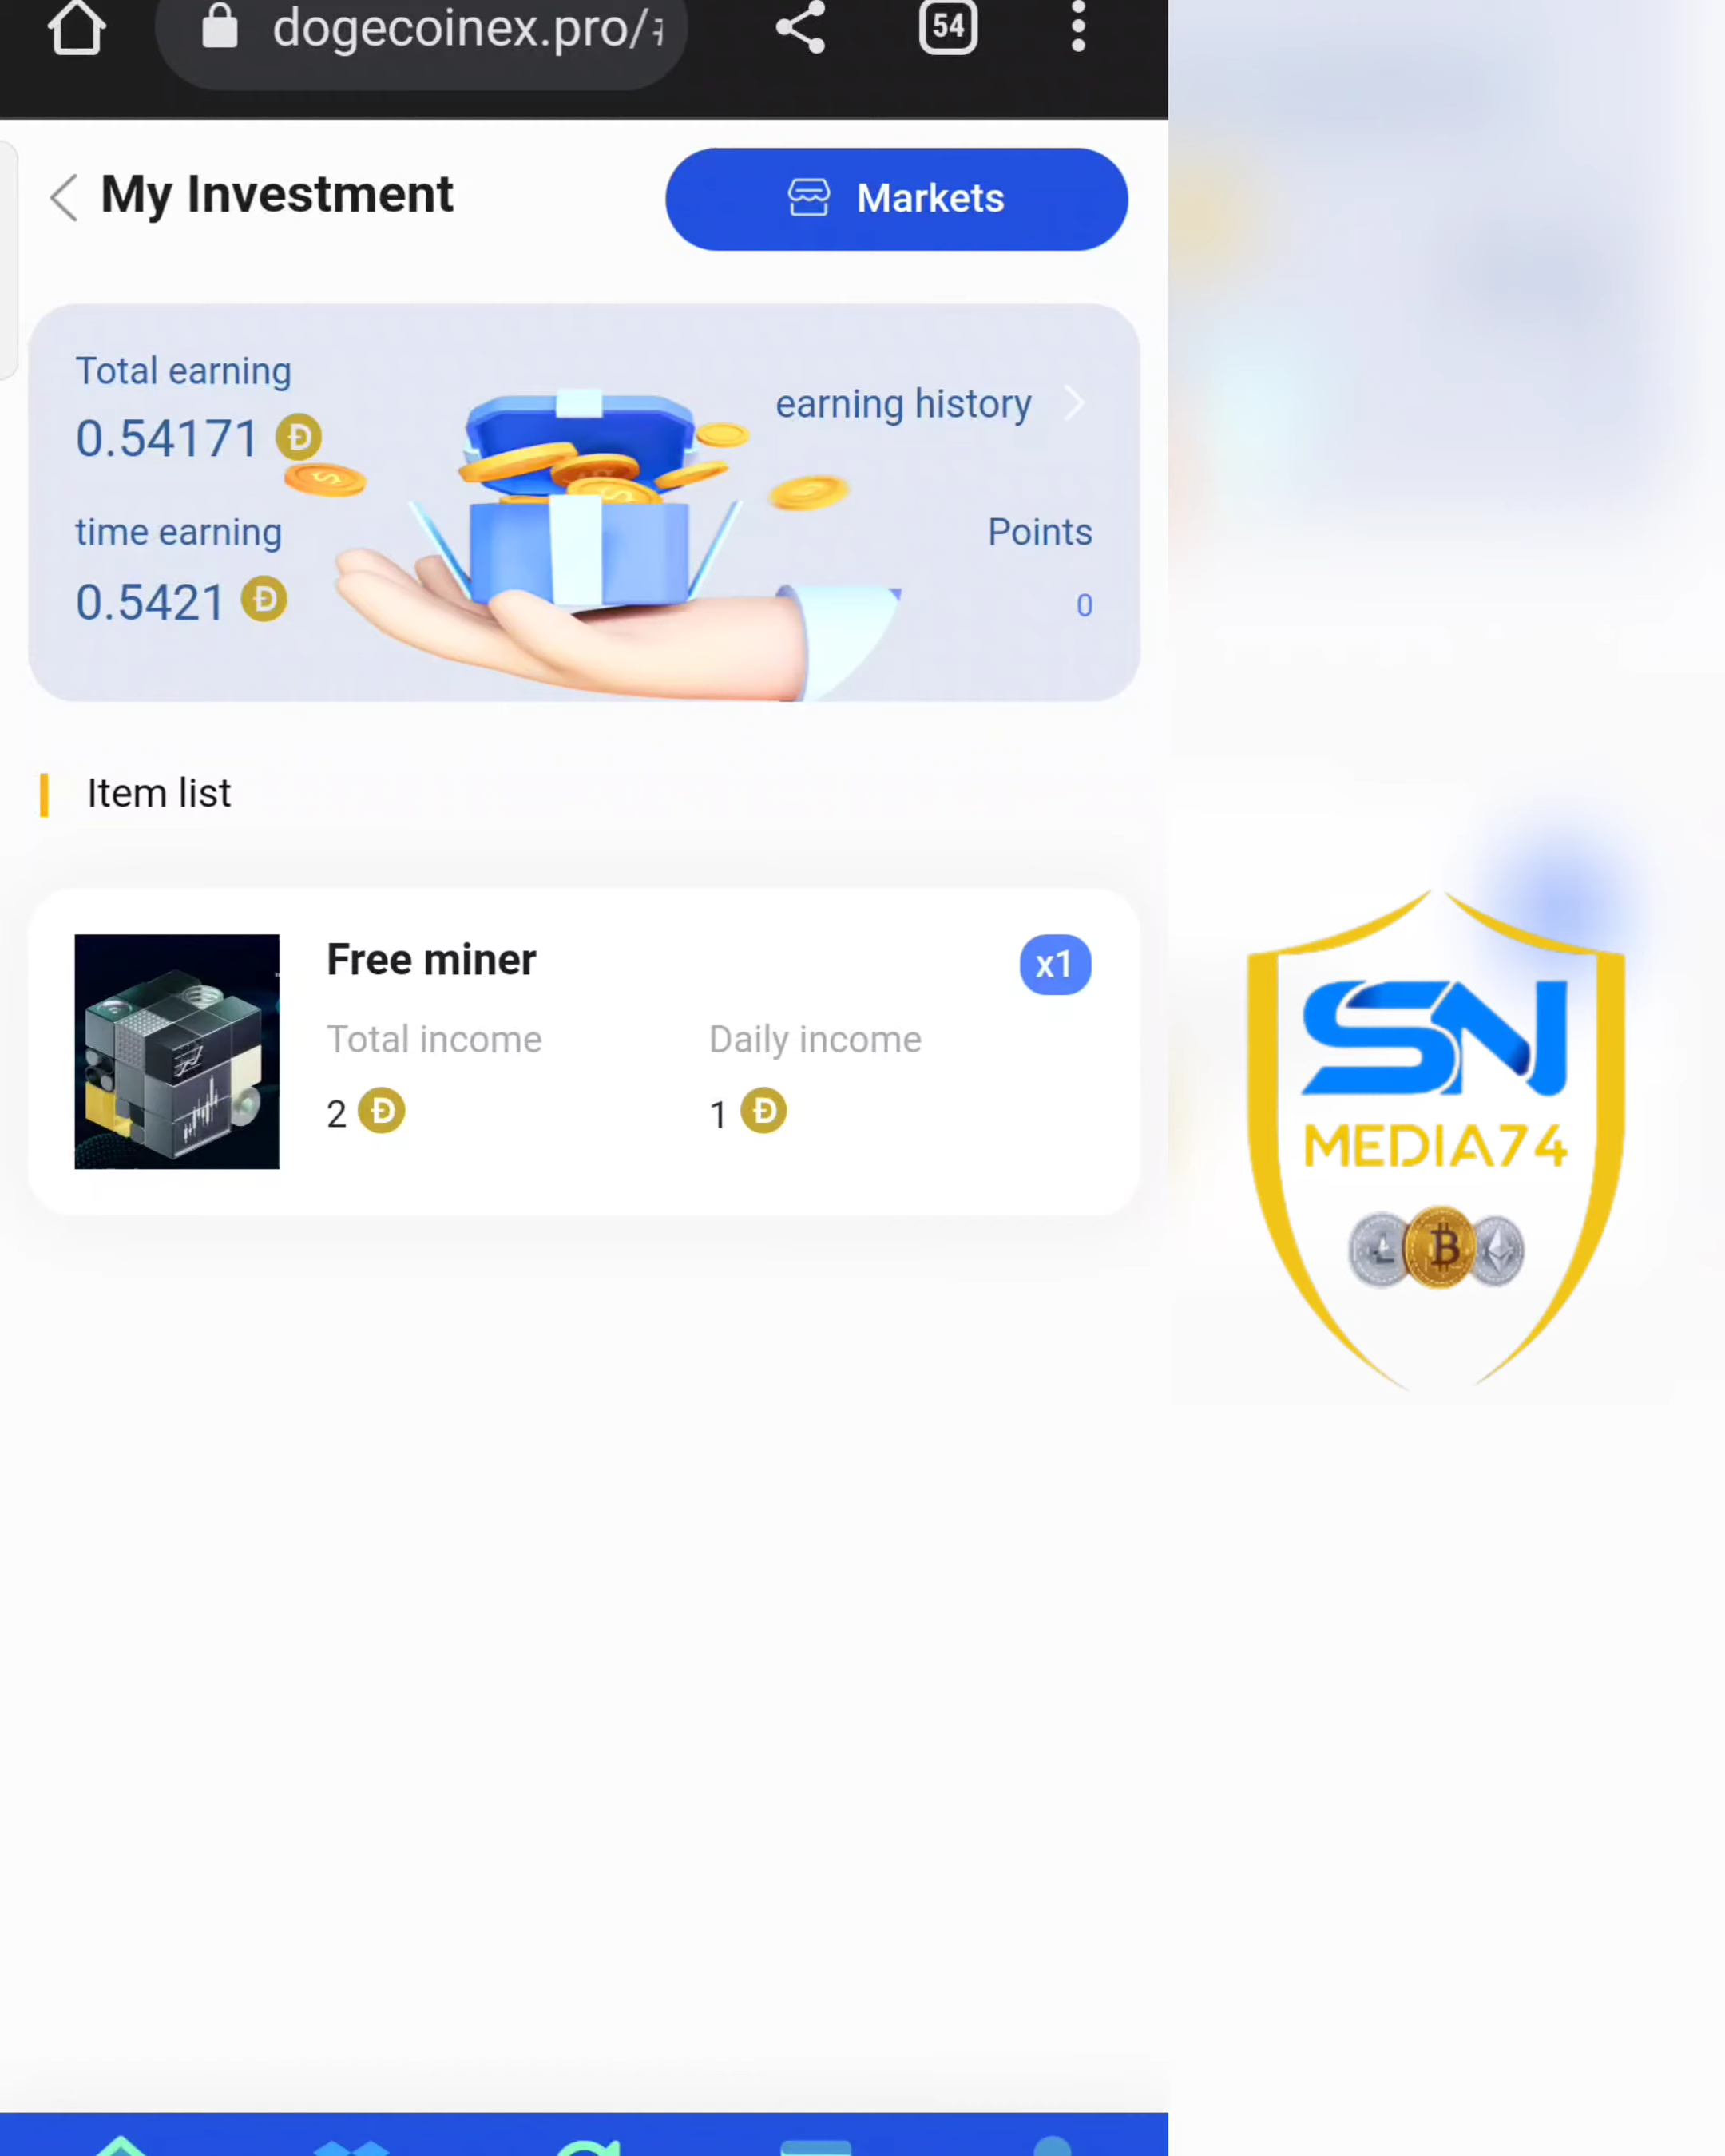 dogecoinex.pro/
54
My Investment
Markets
Total earning
0.54171
earning history
time earning
0.5421
Points
0
Item list
Free miner
x1
Total income
Daily income
2
1
SN
MEDIA74